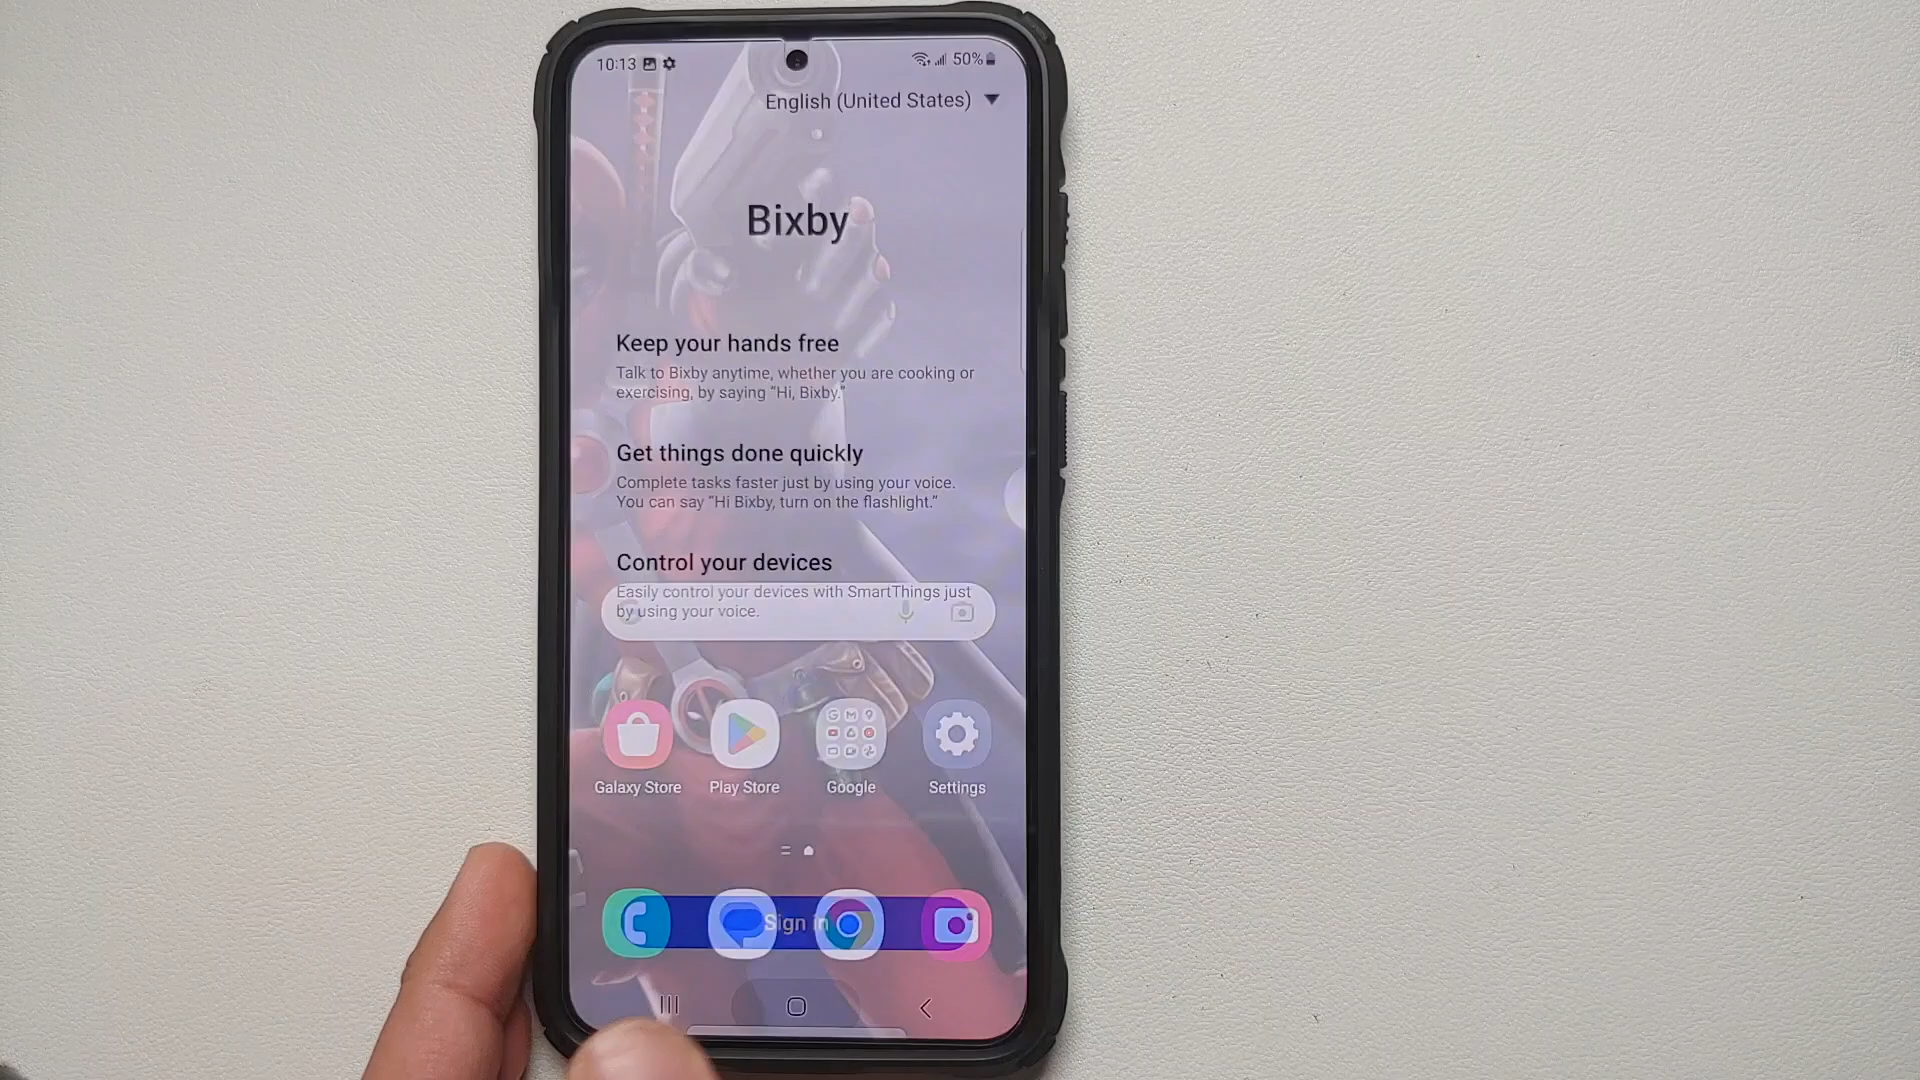 10:13
50%
English (United States)
Bixby
Keep your hands free
Talk to Bixby anytime, whether you are cooking or
exercising, by saying “Hi, Bixby.”
Get things done quickly
Complete tasks faster just by using your voice.
You can say “Hi Bixby, turn on the flashlight.”
Control your devices
Easily control your devices with SmartThings just
by using your voice.
Galaxy Store
Play Store
Google
Settings
Sign in